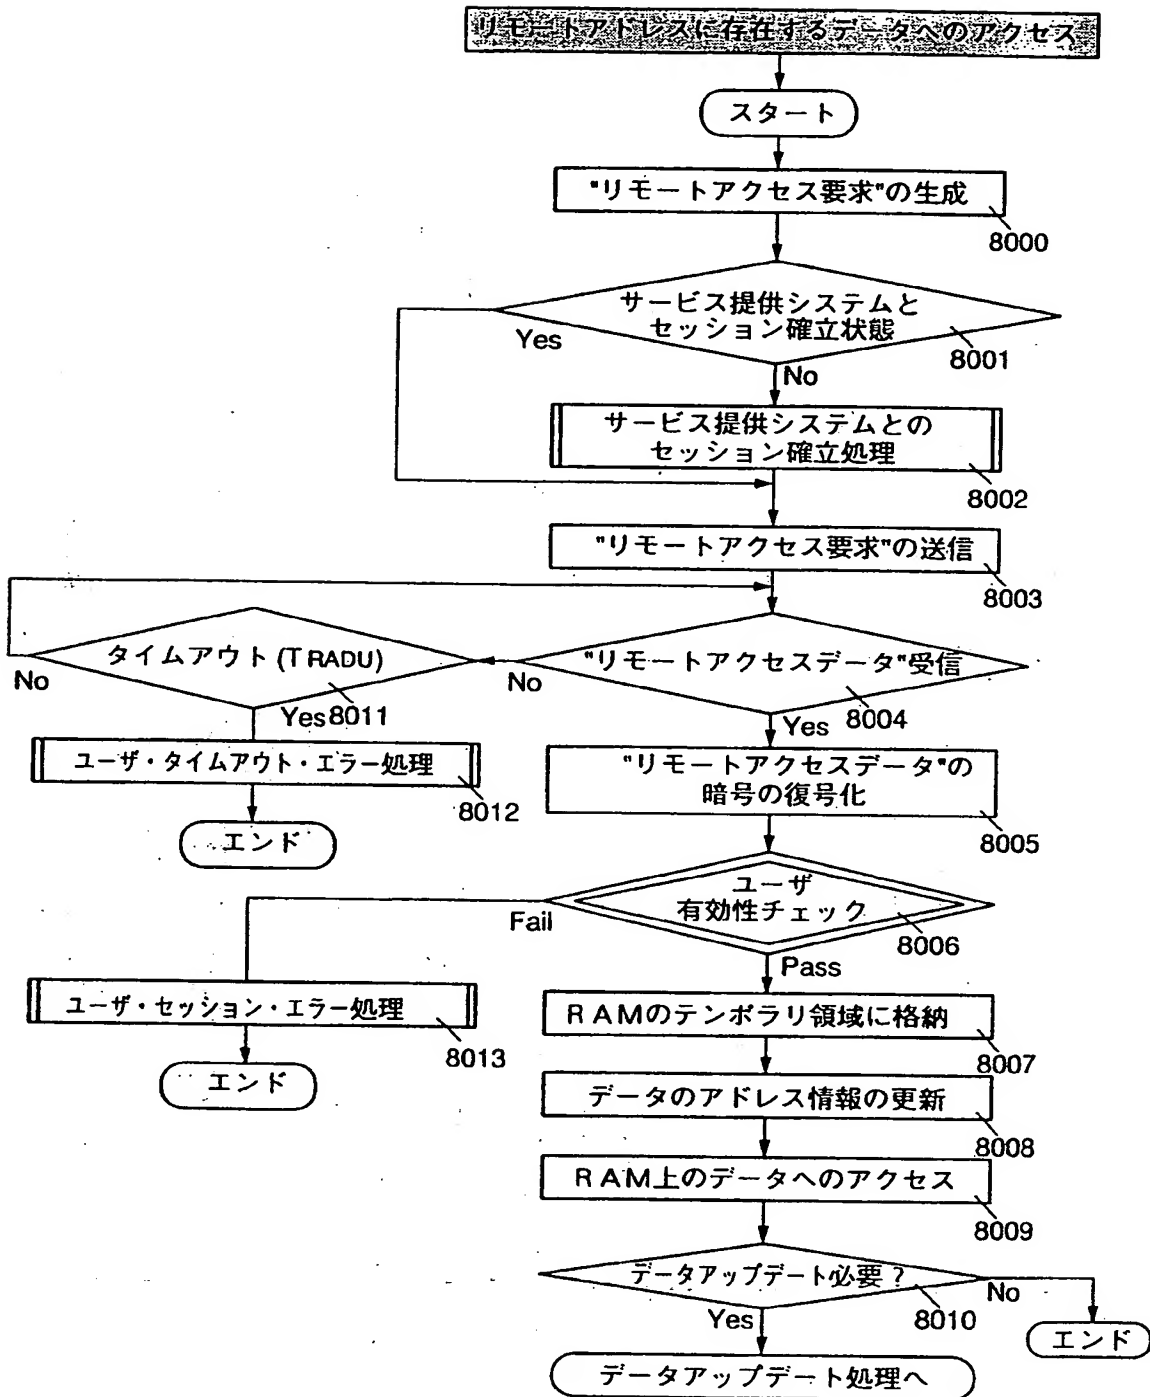 リモートアドレスに存在するデータへのアクセス
スタート
"リモートアクセス要求"の生成
8000
サービス提供システムと
セッション確立状態
8001
Yes
No
サービス提供システムとの
セッション確立処理
8002
"リモートアクセス要求"の送信
8003
タイムアウト(TRADU)
8011
No
Yes
"リモートアクセスデータ"受信
8004
No
Yes
ユーザ・タイムアウト・エラー処理
8012
エンド
"リモートアクセスデータ"の
暗号の復号化
8005
ユーザ
有効性チェック
8006
Fail
Pass
ユーザ・セッション・エラー処理
8013
エンド
RAMのテンポラリ領域に格納
8007
データのアドレス情報の更新
8008
RAM上のデータへのアクセス
8009
データアップデート必要?
8010
No
Yes
エンド
データアップデート処理へ